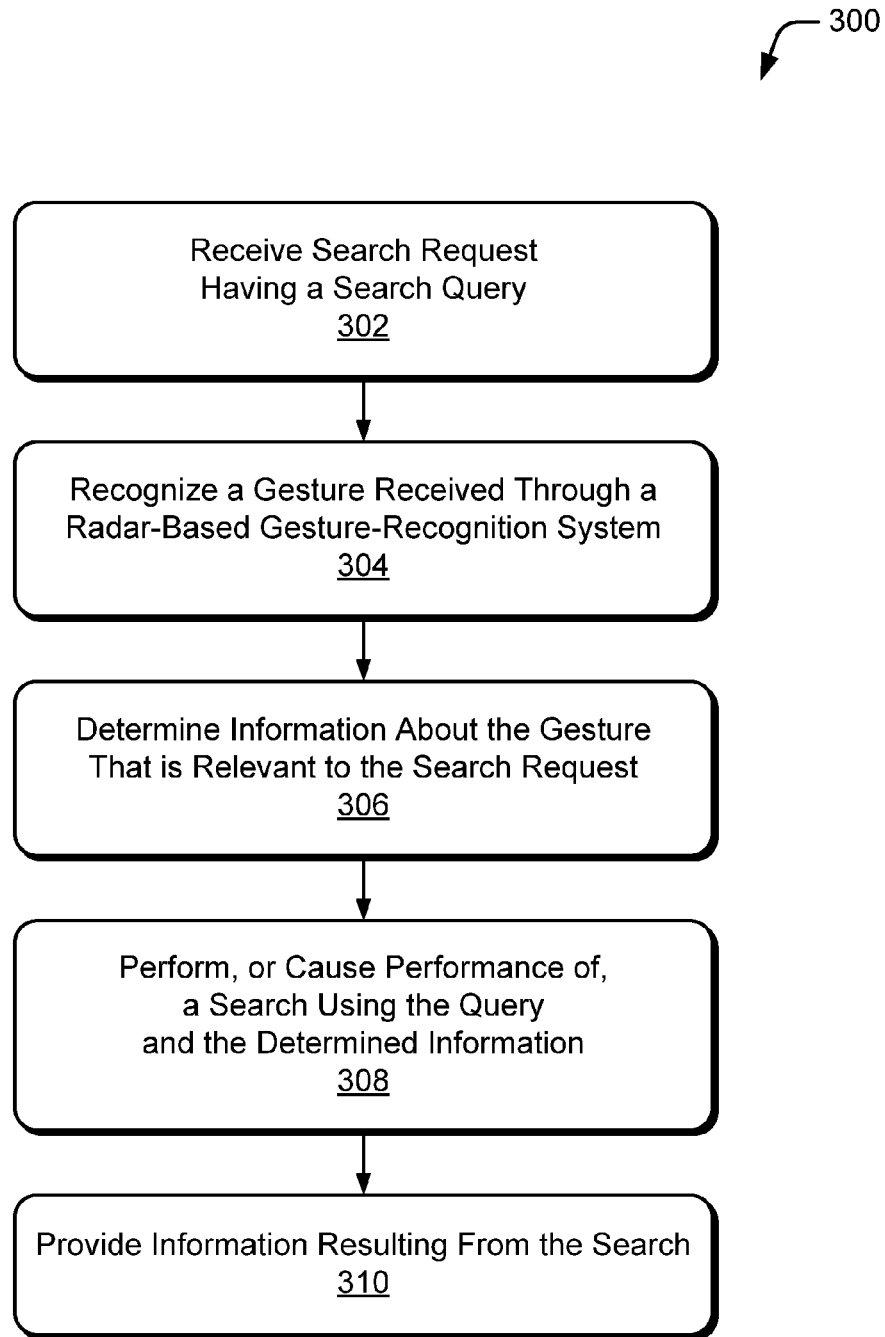 300
Receive Search Request
Having a Search Query
302
Recognize a Gesture Received Through a
Radar-Based Gesture-Recognition System
304
Determine Information About the Gesture
That is Relevant to the Search Request
306
Perform, or Cause Performance of,
a Search Using the Query
and the Determined Information
308
Provide Information Resulting From the Search
310